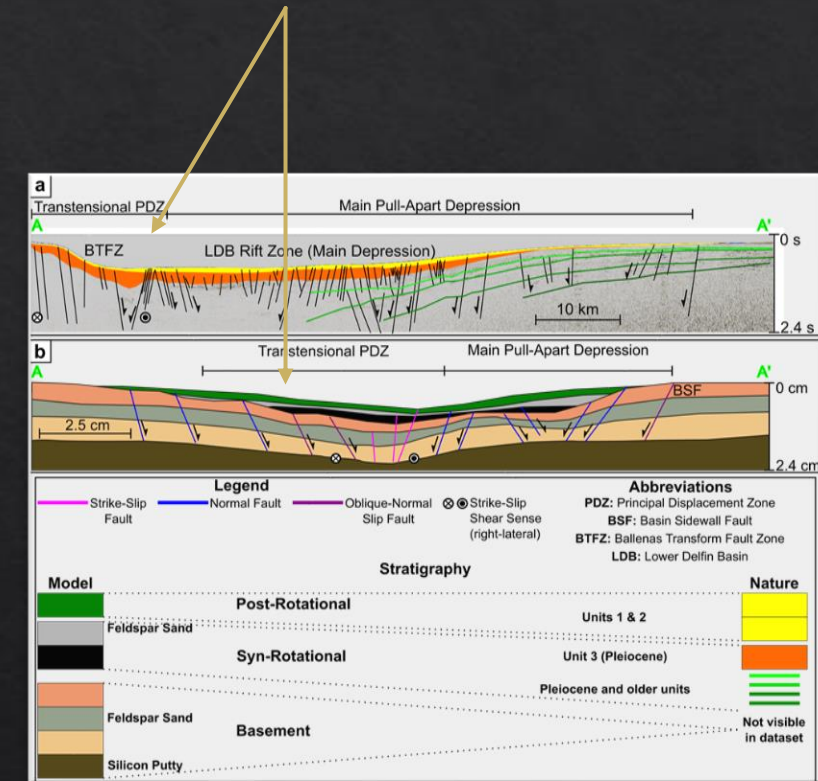 a
Transtensional PDZ Main Pull-Apart Depression
A A'
BTFZ LDB Rift Zone (Main Depression) 0 s
10 km
2.4 s
b
Transtensional PDZ Main Pull-Apart Depression
A A'
BSF 0 cm
2.5 cm
2.4 cm
Legend
Strike-Slip Fault
Normal Fault
Oblique-Normal Slip Fault
Strike-Slip Shear Sense (right-lateral)
Abbreviations
PDZ: Principal Displacement Zone
BSF: Basin Sidewall Fault
BTFZ: Ballenas Transform Fault Zone
LDB: Lower Delfin Basin
Stratigraphy
Model Nature
Post-Rotational
Units 1 & 2
Feldspar Sand
Syn-Rotational
Unit 3 (Pleiocene)
Pleiocene and older units
Feldspar Sand
Basement
Not visible in dataset
Silicon Putty